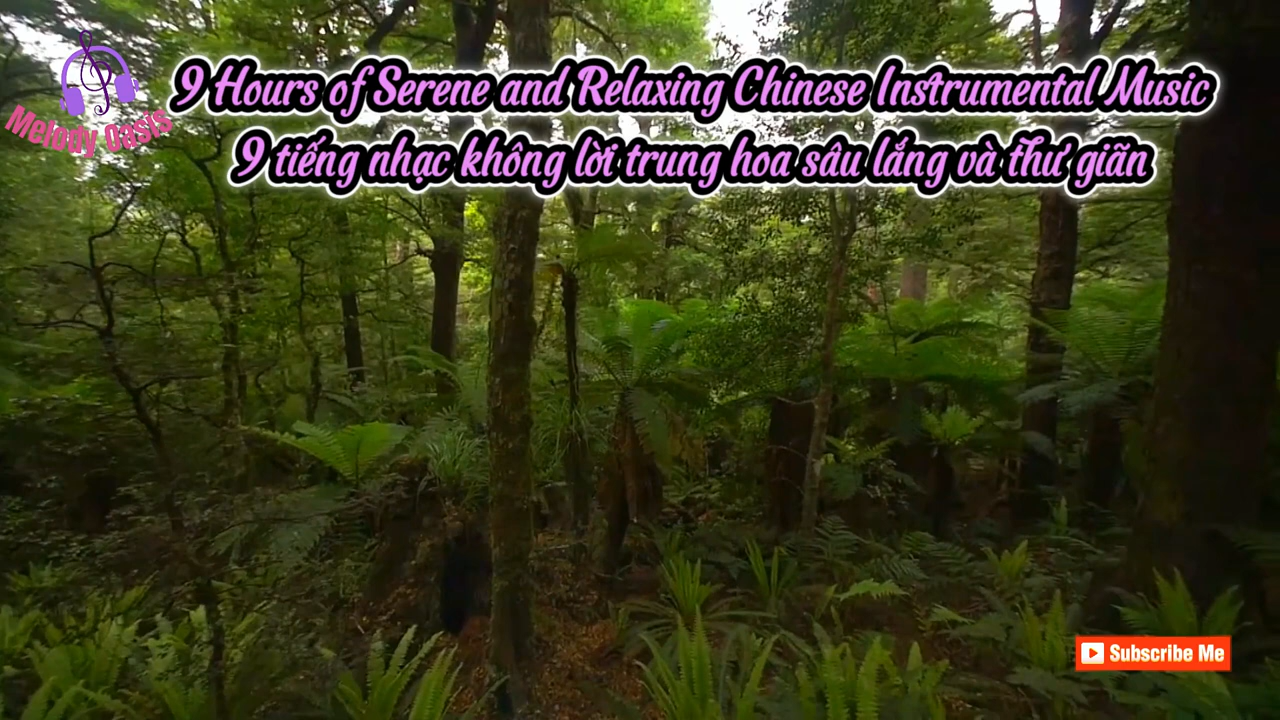 9 Hours of Serene and Relaxing Chinese Instrumental Music
9 tiếng nhạc không lời trung hoa sâu lắng và thư giãn
Melody Oasis
Subscribe Me